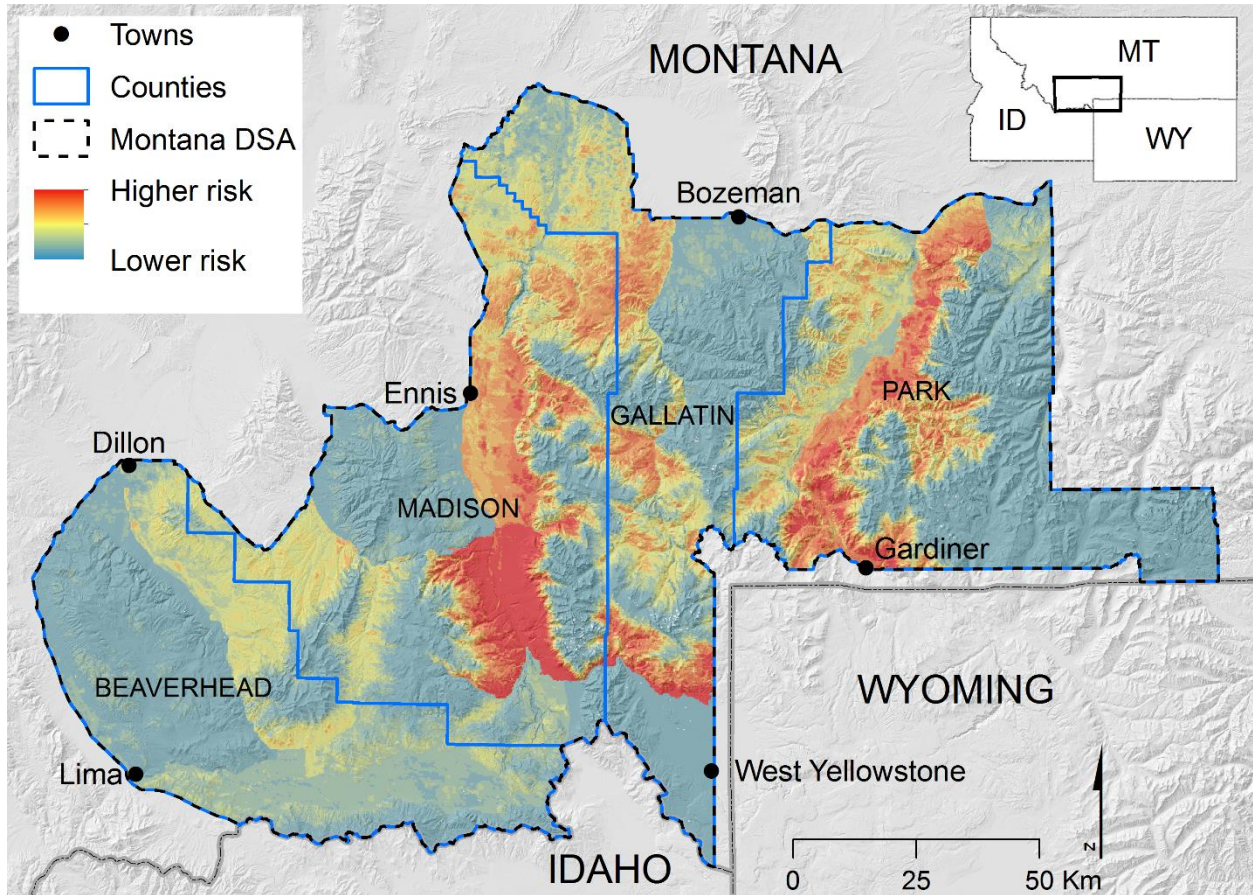 Towns
Counties
Montana DSA
Higher risk
Lower risk
MONTANA
MT
ID
WY
Bozeman
Ennis
PARK
GALLATIN
Dillon
MADISON
Gardiner
BEAVERHEAD
WYOMING
Lima
West Yellowstone
IDAHO
z
0 25 50 Km